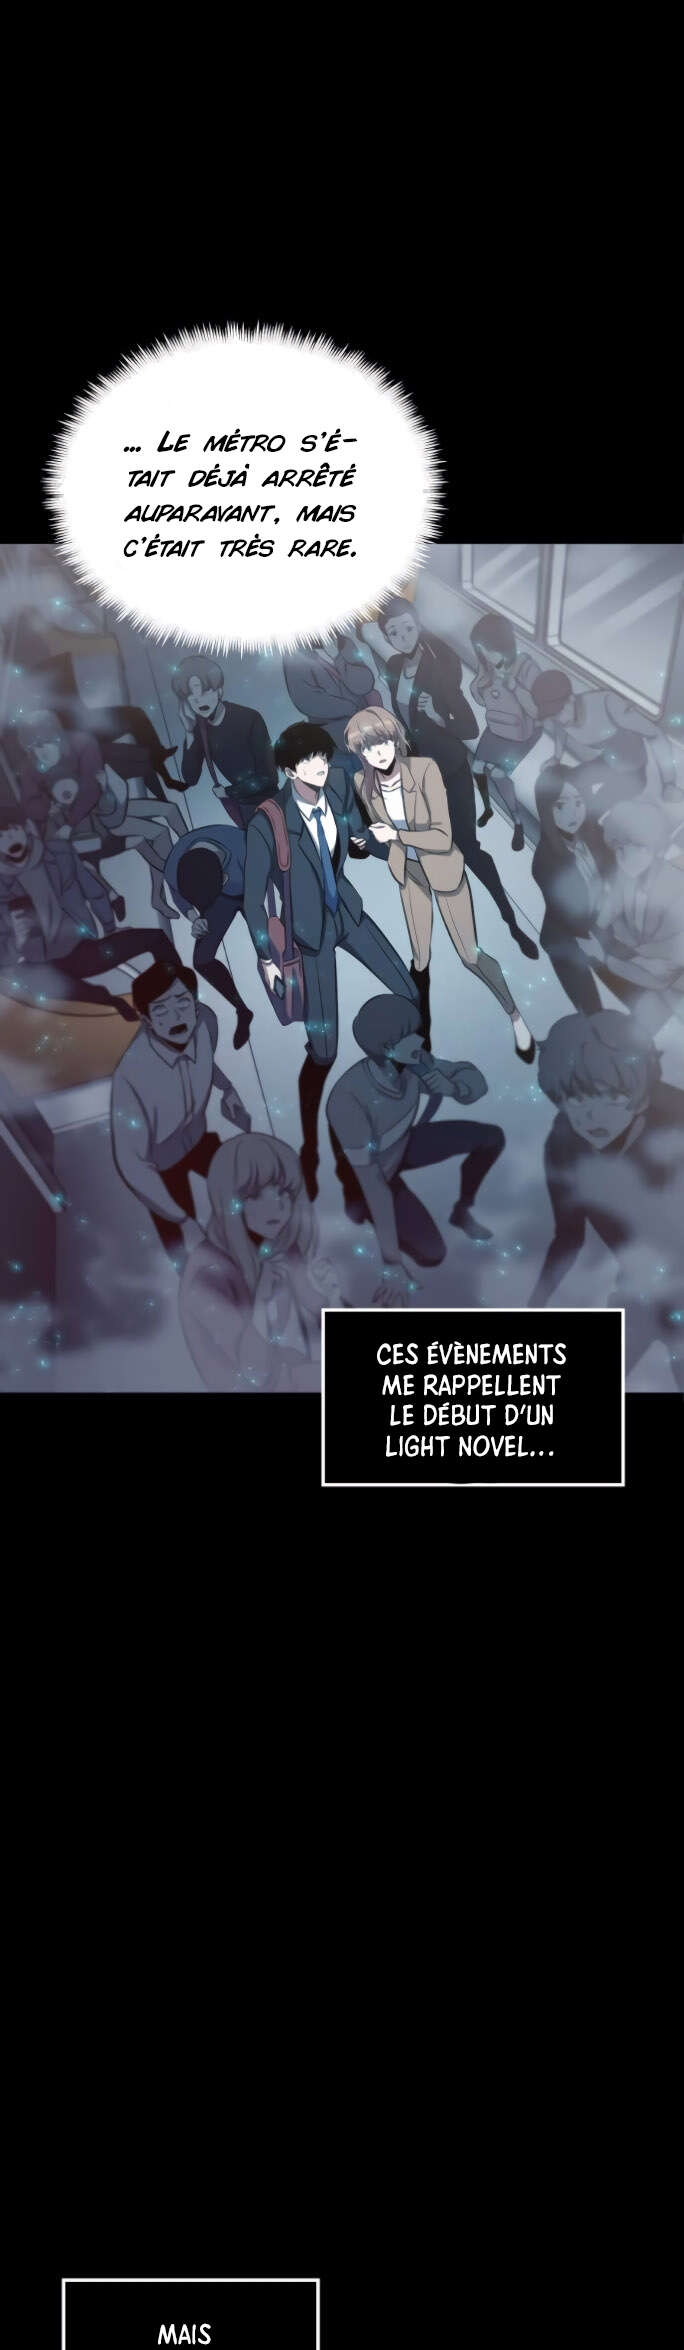 ... LE MÉTRO S'É-
TAIT DÉJÀ ARRÊTÉ
AUPARAVANT, MAIS
C'ÉTAIT TRÈS RARE.
CES ÉVÈNEMENTS
ME RAPPELLENT
LE DÉBUT D'UN
LIGHT NOVEL...
MAIS